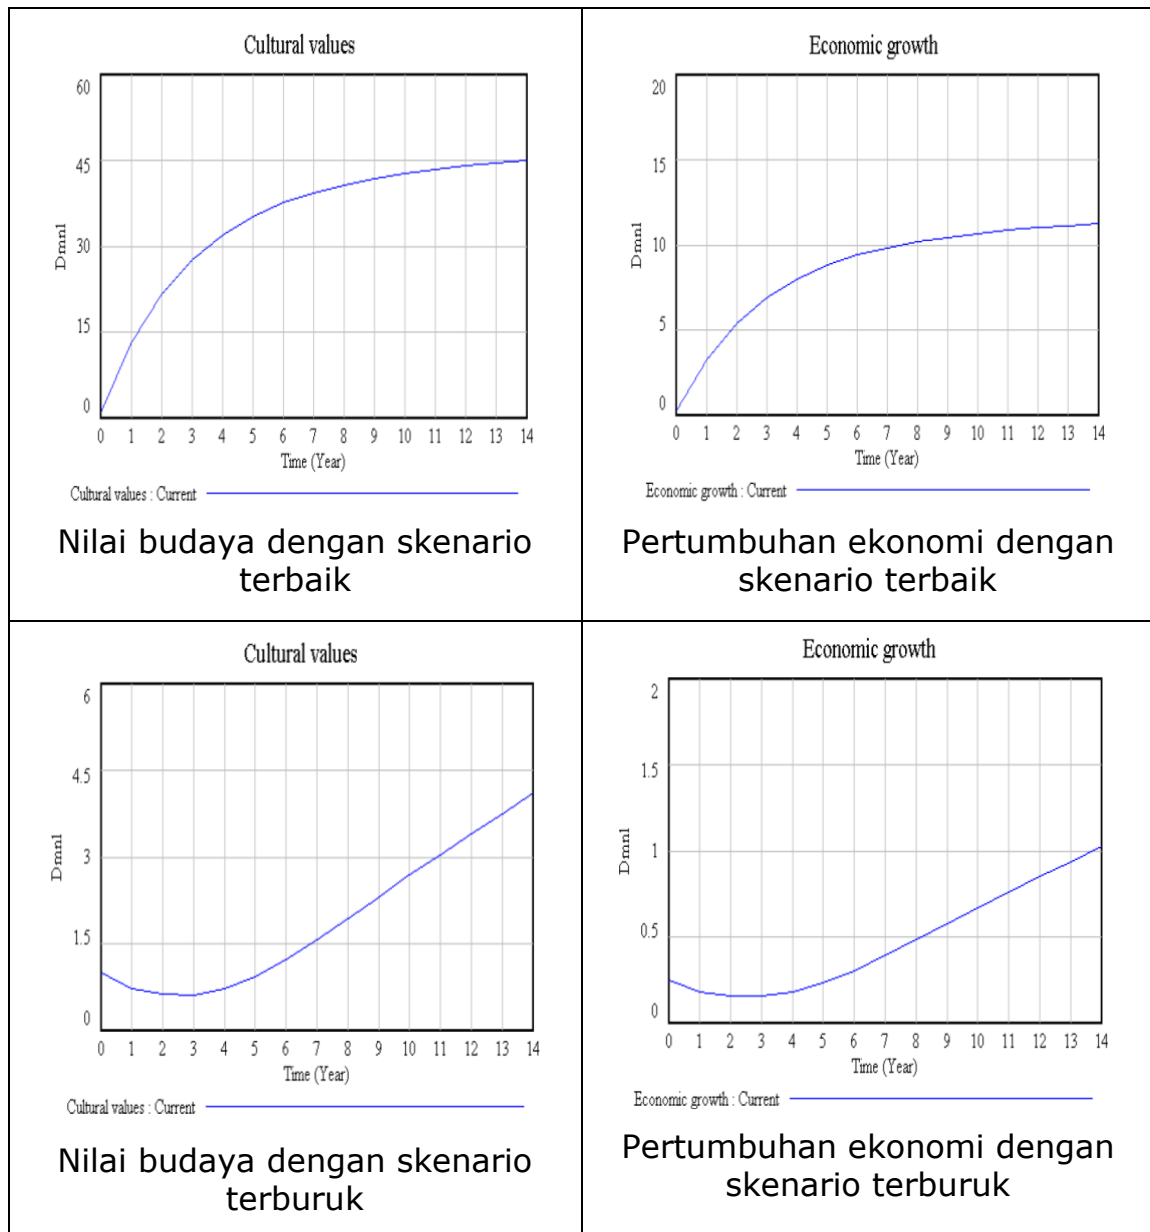 Cultural values
60
45
30
15
0
Dmnl
0 1 2 3 4 5 6 7 8 9 10 11 12 13 14
Time (Year)
Cultural values : Current
Nilai budaya dengan skenario
terbaik
Economic growth
20
15
10
5
0
Dmnl
0 1 2 3 4 5 6 7 8 9 10 11 12 13 14
Time (Year)
Economic growth : Current
Pertumbuhan ekonomi dengan
skenario terbaik
Cultural values
6
4.5
3
1.5
0
Dmnl
0 1 2 3 4 5 6 7 8 9 10 11 12 13 14
Time (Year)
Cultural values : Current
Nilai budaya dengan skenario
terburuk
Economic growth
2
1.5
1
0.5
0
Dmnl
0 1 2 3 4 5 6 7 8 9 10 11 12 13 14
Time (Year)
Economic growth : Current
Pertumbuhan ekonomi dengan
skenario terburuk